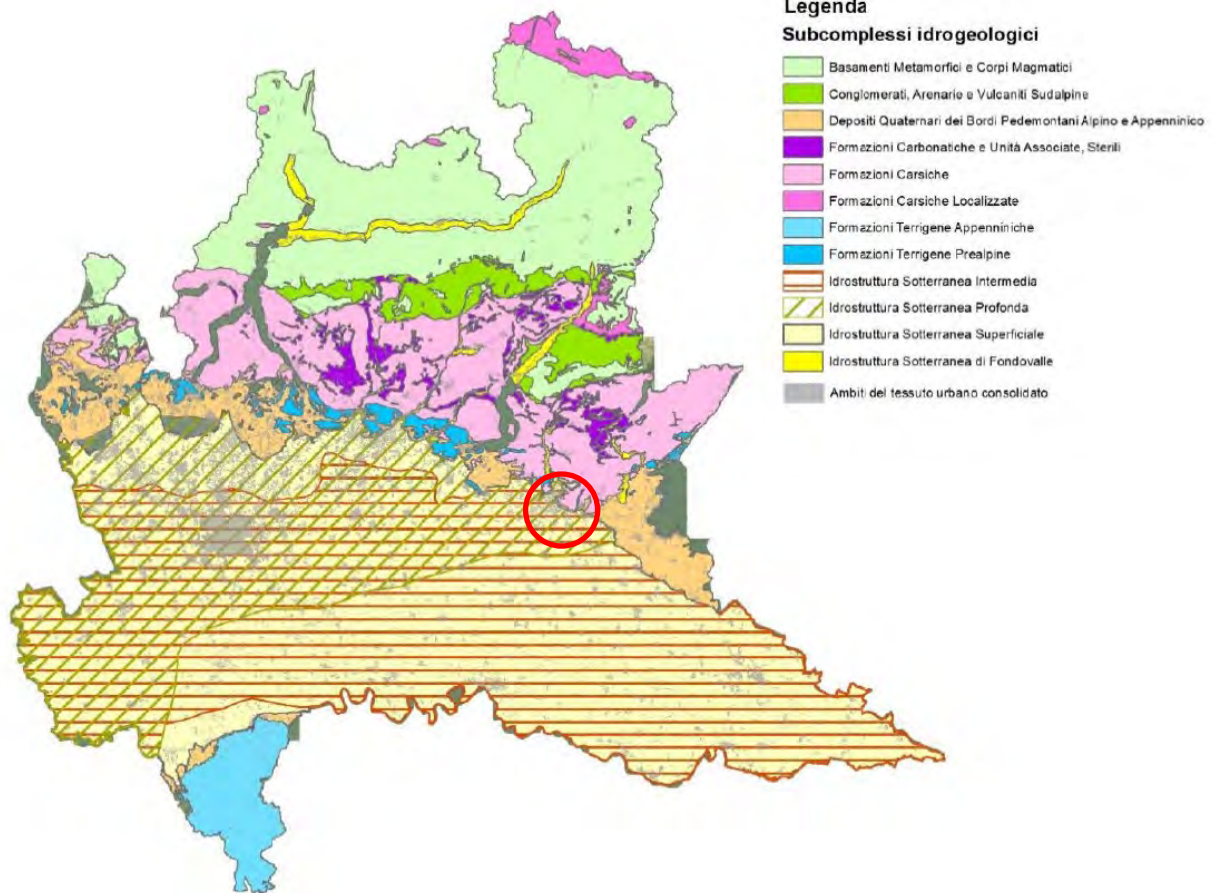 Legenda
Subcomplessi idrogeologici
Basamenti Metamorfici e Corpi Magmatici
Conglomerati, Arenarie e Vulcaniti Sudalpine
Depositi Quaternari dei Bordi Pedemontani Alpino e Appenninico
Formazioni Carbonatiche e Unità Associate, Sterili
Formazioni Carsiche
Formazioni Carsiche Localizzate
Formazioni Terrigene Appenniniche
Formazioni Terrigene Prealpine
Idrostruttura Sotterranea Intermedia
Idrostruttura Sotterranea Profonda
Idrostruttura Sotterranea Superficiale
Idrostruttura Sotterranea di Fondovalle
Ambiti del tessuto urbano consolidato